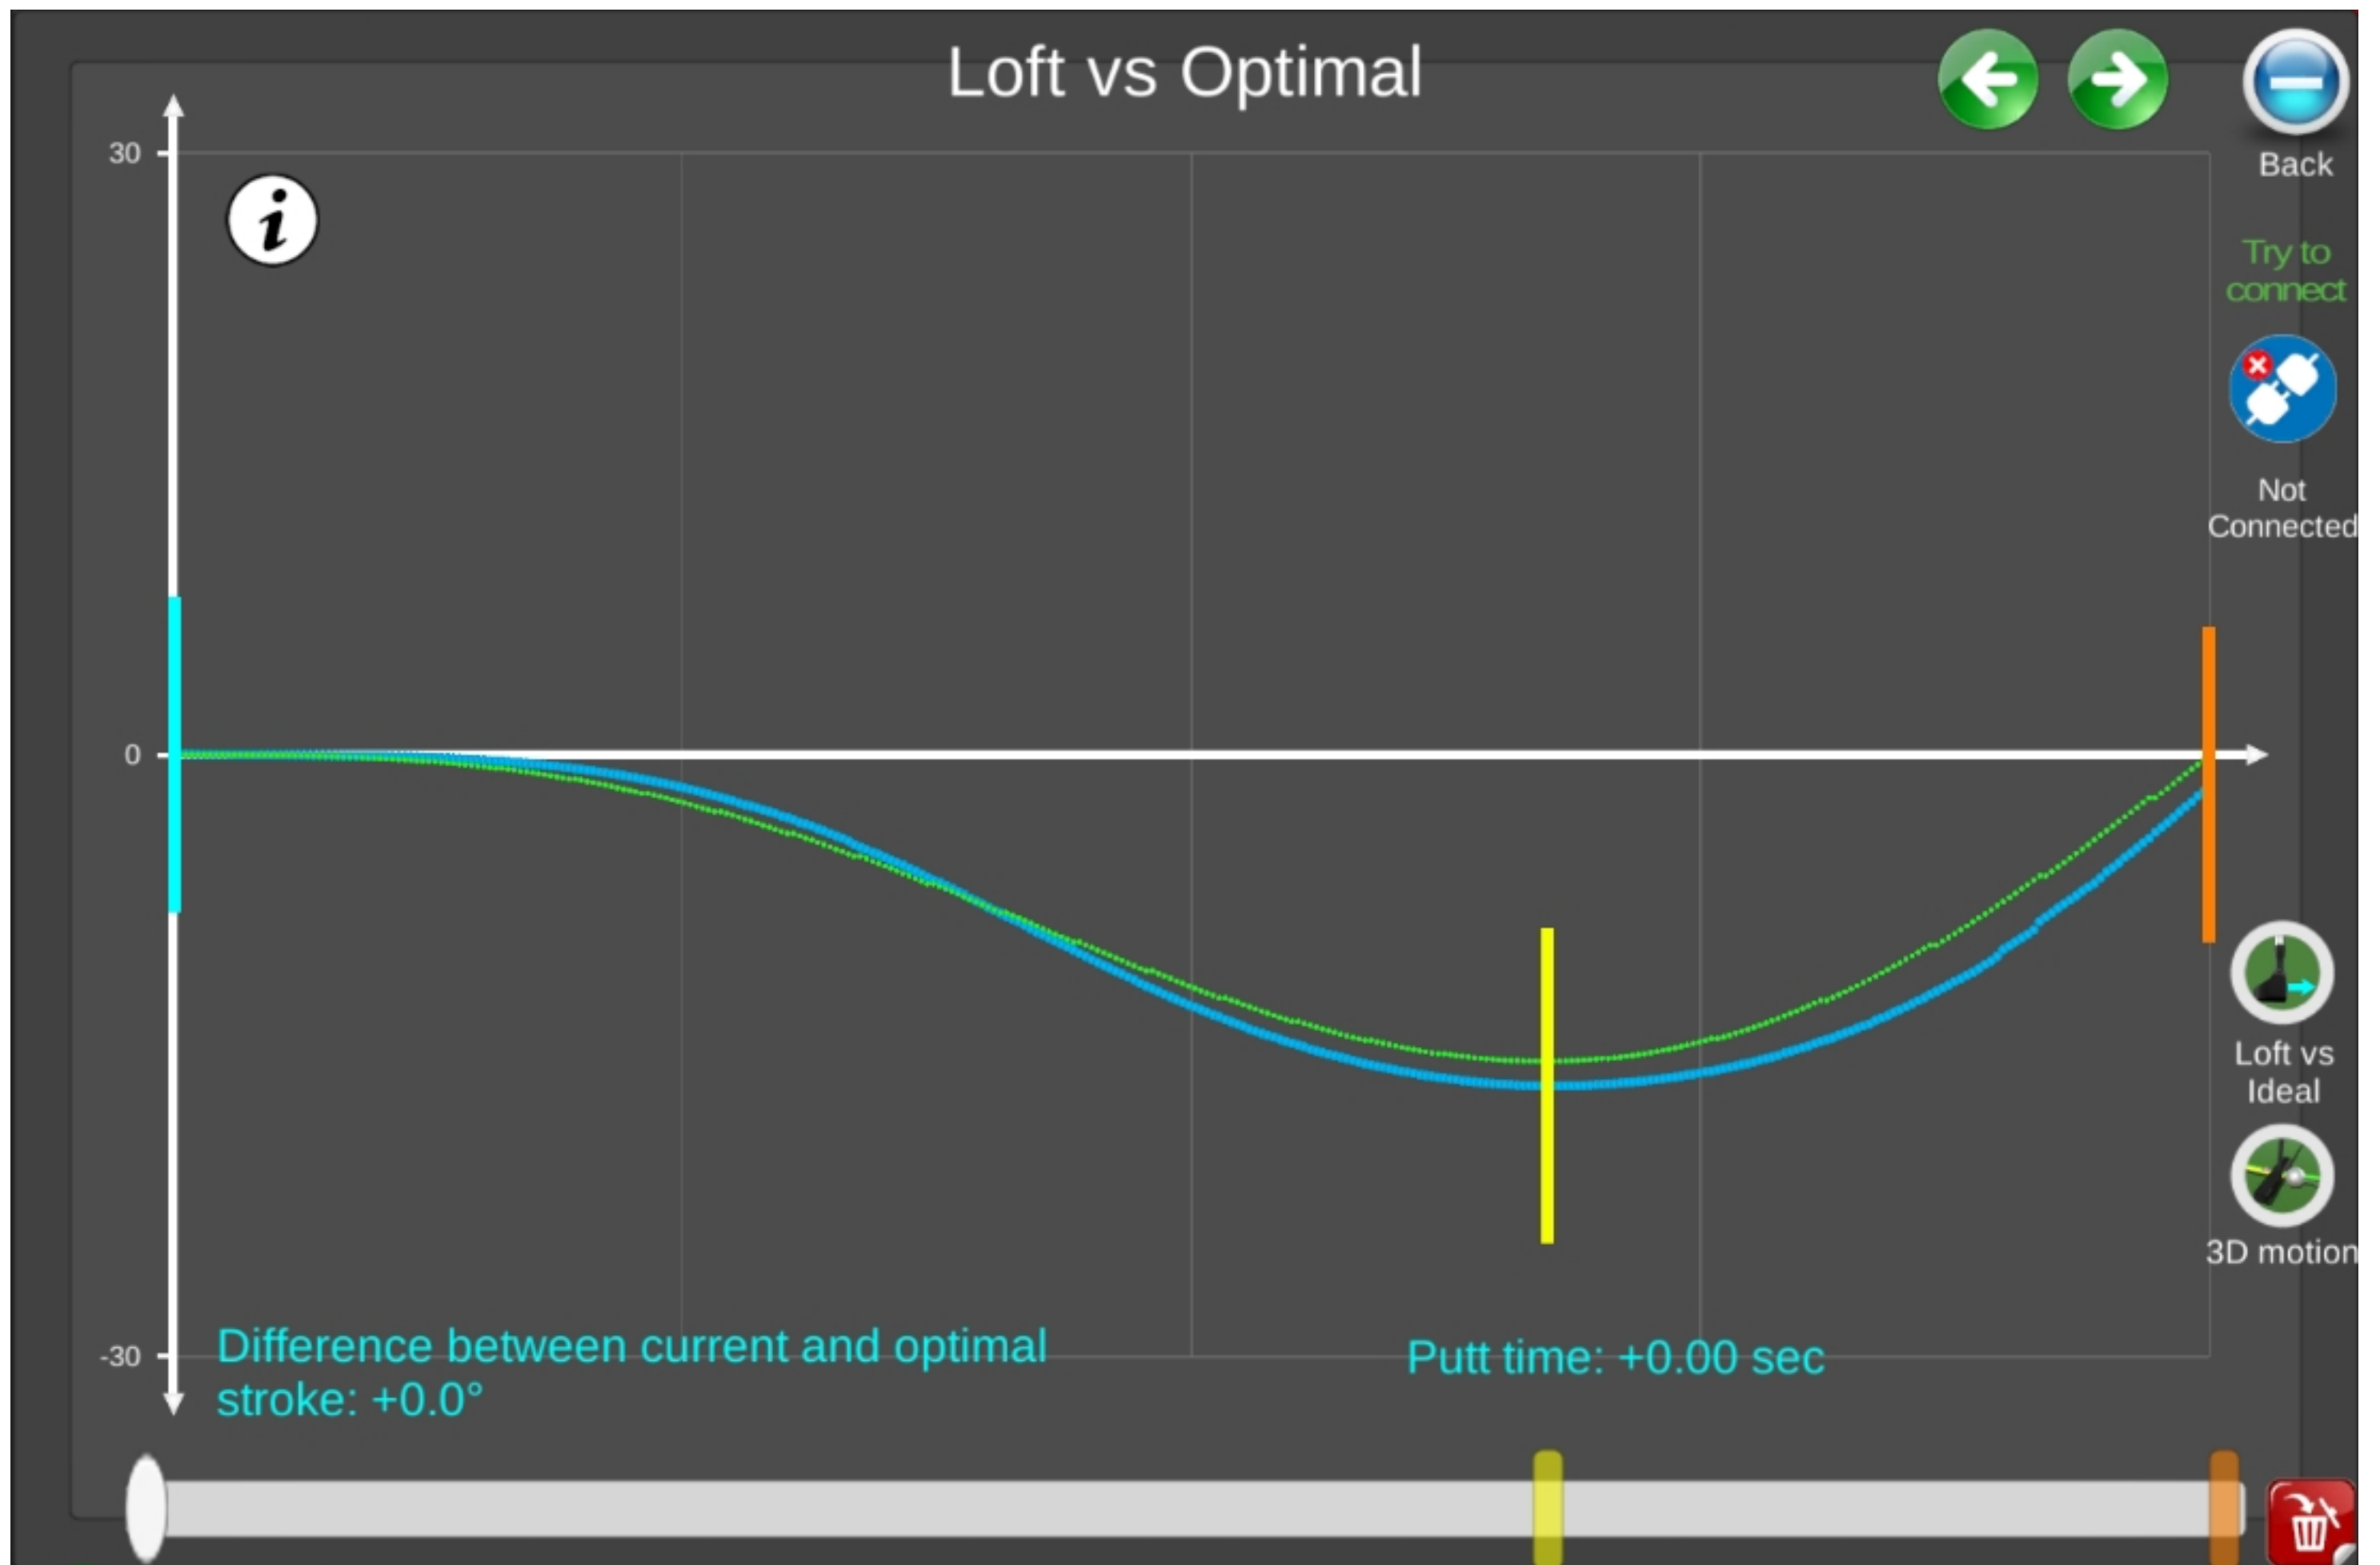 Loft vs Optimal
30
i
Back
Try to
connect
Not
Connected
0
Loft vs
Ideal
3D motion
-30
Difference between current and optimal
stroke: +0.0°
Putt time: +0.00 sec